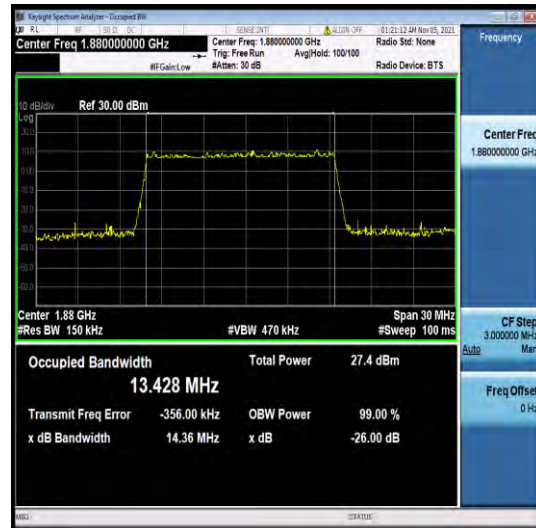 Keysight Spectrum Analyzer - Occupied BW
RL RF 50 Ω DC SENSE:INT ALIGN OFF 01:21:12 AM Nov 05, 2021
Center Freq 1.880000000 GHz
Center Freq: 1.880000000 GHz Radio Std: None
Trig: Free Run Avg|Hold: 100/100
#IFGain:Low #Atten: 30 dB Radio Device: BTS
10 dB/div Ref 30.00 dBm
Log
Center 1.88 GHz Span 30 MHz
#Res BW 150 kHz #VBW 470 kHz #Sweep 100 ms
Occupied Bandwidth Total Power 27.4 dBm
13.428 MHz
Transmit Freq Error -356.00 kHz OBW Power 99.00 %
x dB Bandwidth 14.36 MHz x dB -26.00 dB
Frequency
Center Freq
1.880000000 GHz
CF Step
3.000000 MHz
Auto Man
Freq Offset
0 Hz
MSG STATUS